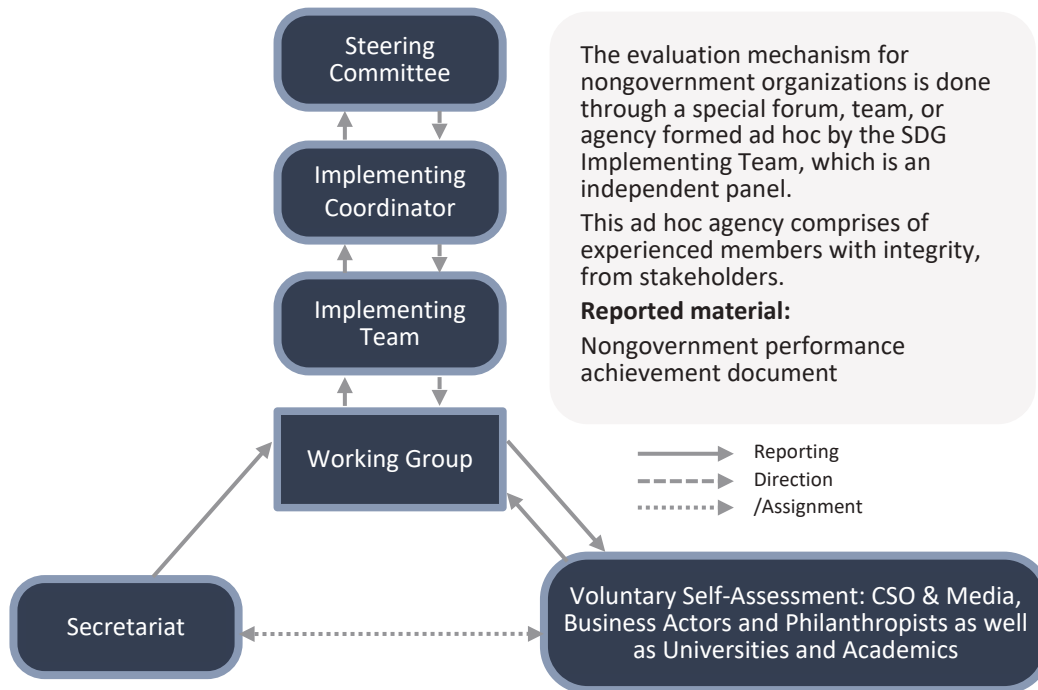 Steering
Committee
Implementing
Coordinator
Implementing
Team
Working Group
Secretariat
Voluntary Self-Assessment: CSO & Media,
Business Actors and Philanthropists as well
as Universities and Academics
The evaluation mechanism for
nongovernment organizations is done
through a special forum, team, or
agency formed ad hoc by the SDG
Implementing Team, which is an
independent panel.
This ad hoc agency comprises of
experienced members with integrity,
from stakeholders.
Reported material:
Nongovernment performance
achievement document
Reporting
Direction
/Assignment